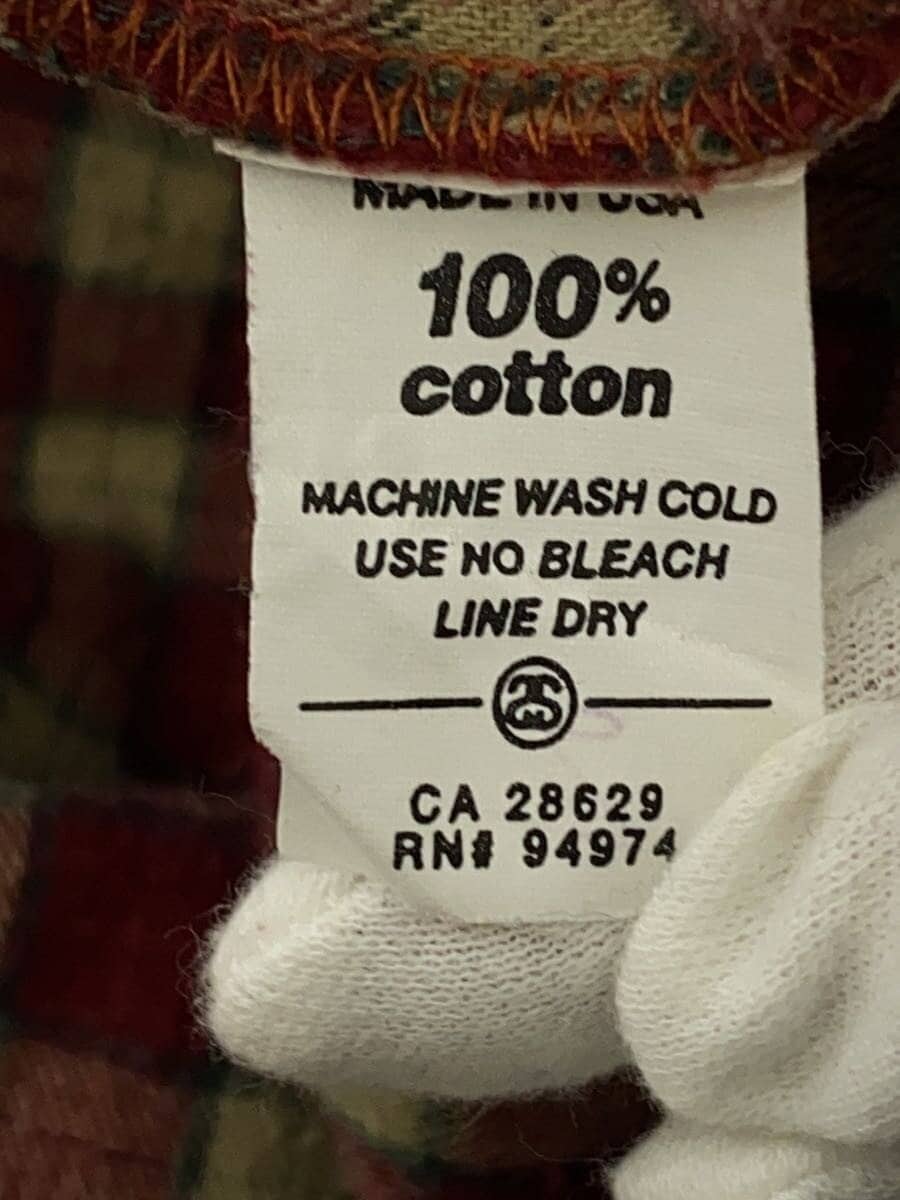 MADE IN USA
100%
cotton
MACHINE WASH COLD
USE NO BLEACH
LINE DRY
CA 28629
RN# 94974